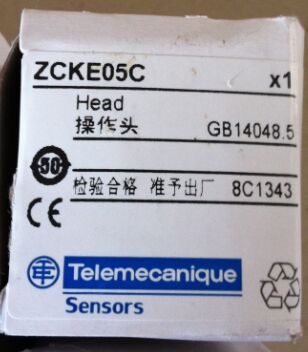 ZCKE05C x1
Head
操作头 GB14048.5
50
检验合格 准予出厂 8C1343
CE
Telemecanique
Sensors